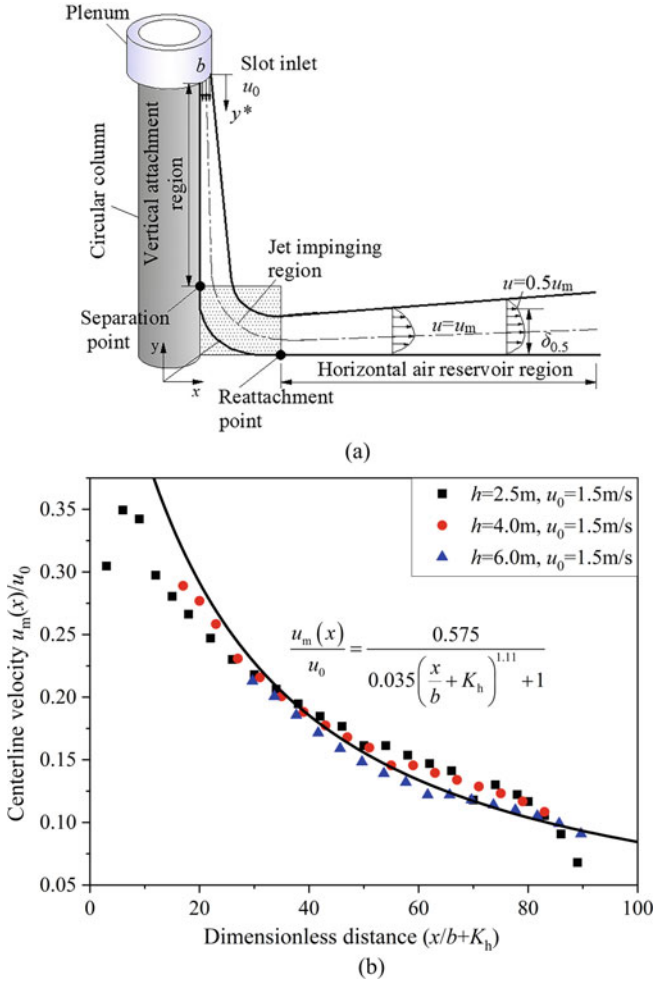 Plenum
b
Slot inlet
u0
y*
Circular column
Vertical attachment
region
Jet impinging
region
Separation
point
y
x
Reattachment
point
u=um
u=0.5um
δ0.5
Horizontal air reservoir region
(a)
Centerline velocity um(x)/u0
0.35
0.30
0.25
0.20
0.15
0.10
0.05
h=2.5m, u0=1.5m/s
h=4.0m, u0=1.5m/s
h=6.0m, u0=1.5m/s
um(x)/u0 = 0.575/(0.035(x/b + Kh)^1.11 + 1)
0 20 40 60 80 100
Dimensionless distance (x/b+Kh)
(b)